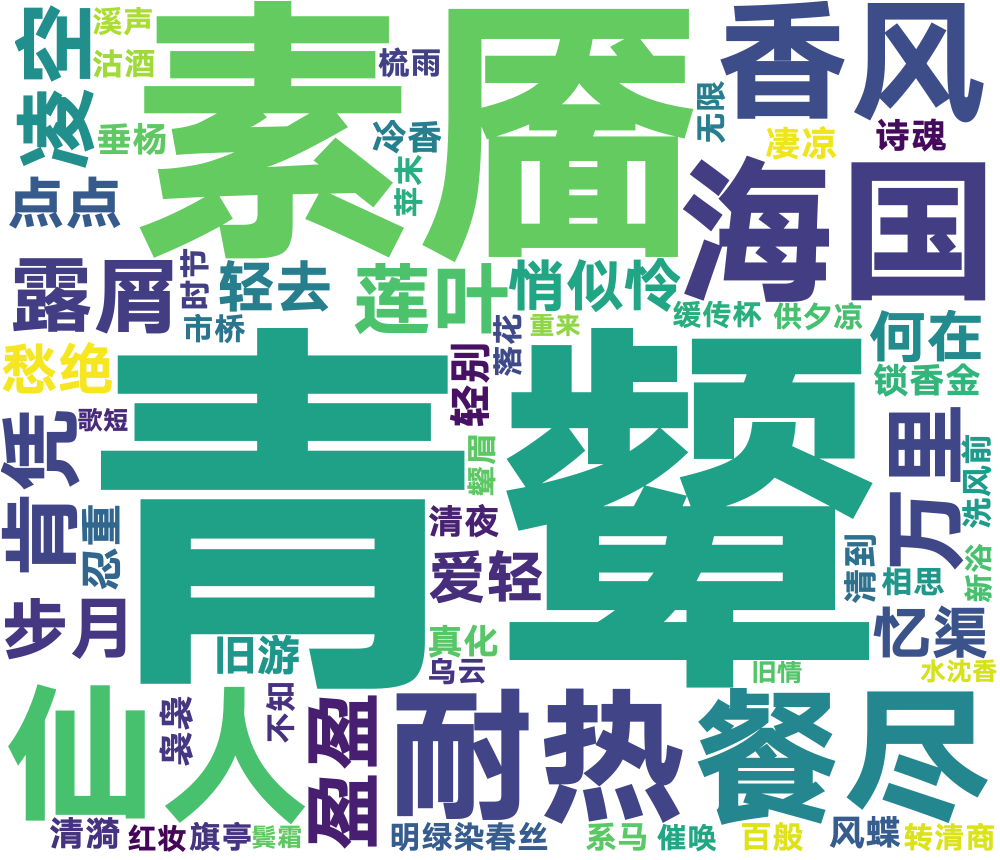 凌空
溪声
沽酒
素靥
梳雨
香风
垂杨
冷香
无限
凄凉
诗魂
点点
苹末
海国
露屑
时节
轻去
莲叶
悄似怜
市桥
落花
重来
缓传杯
供夕凉
何在
愁绝
锁香金
轻别
青颦
肯凭
歌短
颦眉
万里
洗风前
忍重
清夜
清到
新浴
爱轻
相思
步月
旧游
真化
忆渠
乌云
旧情
水沈香
仙人
袅袅
不知
盈盈
耐热
餐尽
清漪
红妆
旗亭
鬓霜
明绿染春丝
系马
催唤
百般
风蝶
转清商